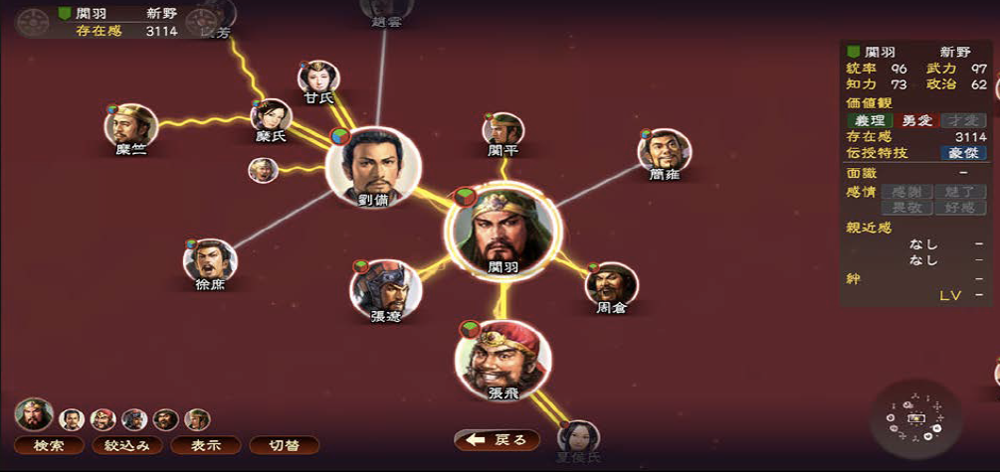 関羽 新野
存在感 3114
芳
趙雲
甘氏
糜氏
糜竺
関平
簡雍
劉備
関羽
徐庶
張遼
周倉
張飛
夏侯氏
関羽 新野
統率 96 武力 97
知力 73 政治 62
価値観
義理 勇愛 才愛
存在感 3114
伝授特技 豪傑
面識 -
感情 感謝 魅了
畏敬 好感
親近感
なし -
なし -
絆 -
LV -
検索 絞込み 表示 切替
戻る